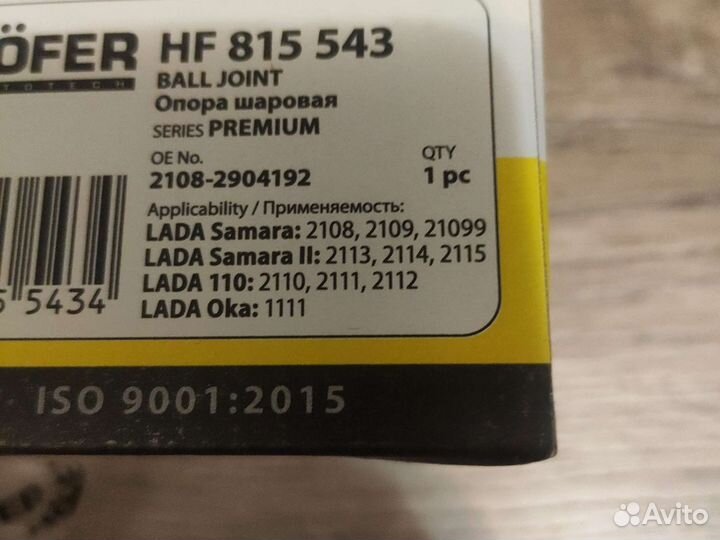 ÖFER
HF 815 543
BALL JOINT
Опора шаровая
SERIES PREMIUM
OE No.
QTY
2108-2904192
1 pc
Applicability / Применяемость:
LADA Samara: 2108, 2109, 21099
LADA Samara II: 2113, 2114, 2115
LADA 110: 2110, 2111, 2112
LADA Oka: 1111
5434
ISO 9001:2015
Avito